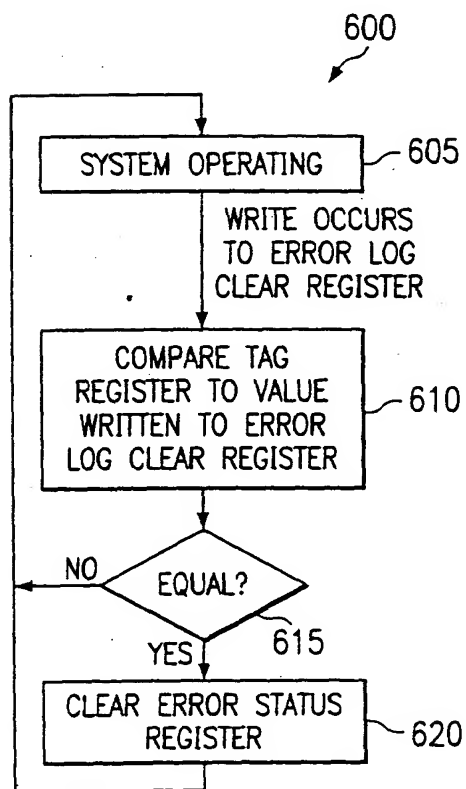 600
SYSTEM OPERATING
605
WRITE OCCURS
TO ERROR LOG
CLEAR REGISTER
COMPARE TAG
REGISTER TO VALUE
WRITTEN TO ERROR
LOG CLEAR REGISTER
610
NO
EQUAL?
615
YES
CLEAR ERROR STATUS
REGISTER
620